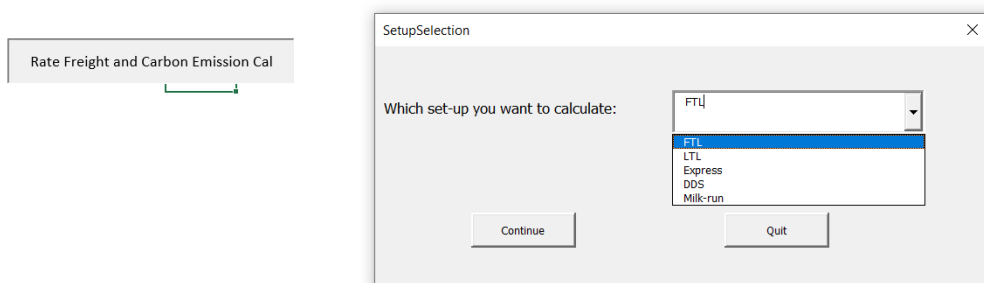 SetupSelection
Rate Freight and Carbon Emission Cal
Which set-up you want to calculate:
FTL
FTL
LTL
Express
DDS
Milk-run
Continue
Quit